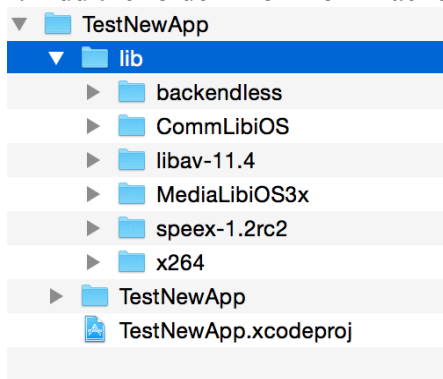 TestNewApp
lib
backendless
CommLibiOS
libav-11.4
MediaLibiOS3x
speex-1.2rc2
x264
TestNewApp
TestNewApp.xcodeproj